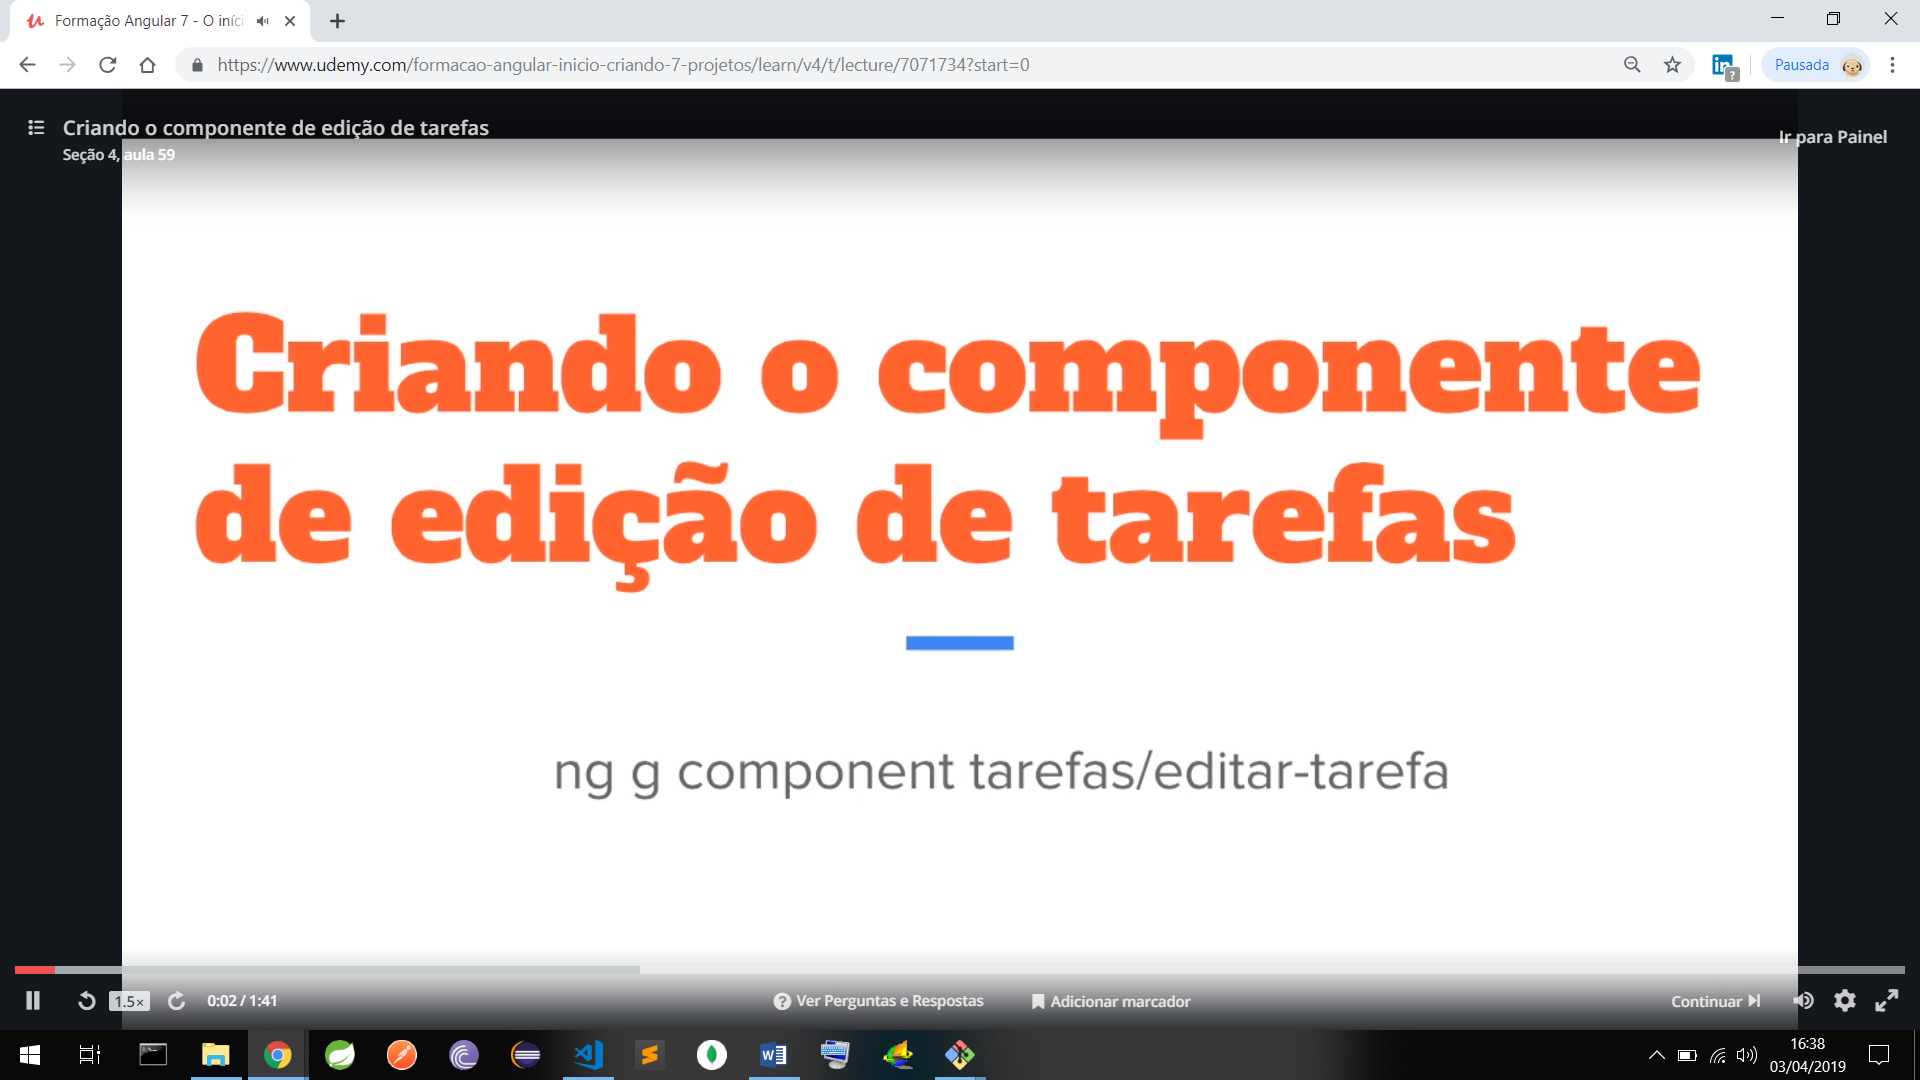 Formação Angular 7 - O iníci
https://www.udemy.com/formacao-angular-inicio-criando-7-projetos/learn/v4/t/lecture/7071734?start=0
Pausada
Criando o componente de edição de tarefas
Seção 4, aula 59
Ir para Painel
Criando o componente
de edição de tarefas
ng g component tarefas/editar-tarefa
1.5×
0:02 / 1:41
Ver Perguntas e Respostas
Adicionar marcador
Continuar
16:38
03/04/2019